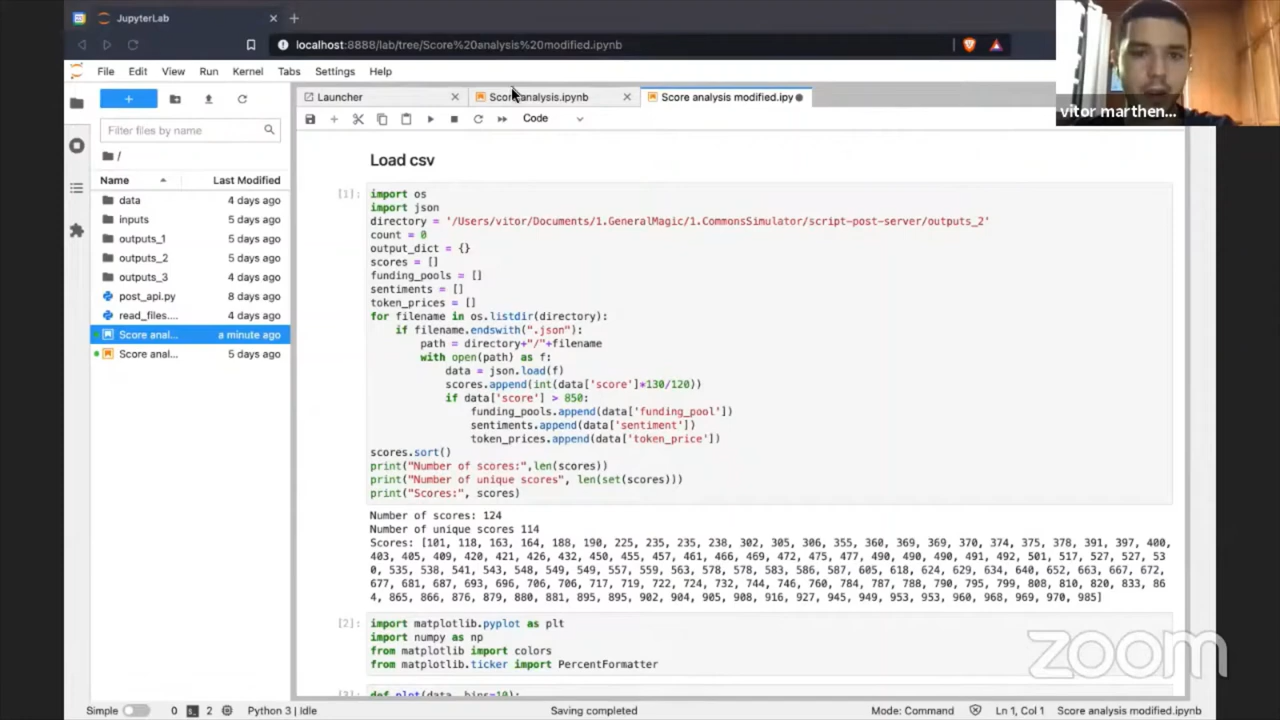 JupyterLab
localhost:8888/lab/tree/Score%20analysis%20modified.ipynb
vitor marthen...
File Edit View Run Kernel Tabs Settings Help
Launcher
Score analysis.ipynb
Score analysis modified.ipy
Code
Filter files by name
/
Name Last Modified
data 4 days ago
inputs 5 days ago
outputs_1 5 days ago
outputs_2 5 days ago
outputs_3 4 days ago
post_api.py 8 days ago
read_files.... 4 days ago
Score anal... a minute ago
Score anal... 5 days ago
Load csv
[1]:
import os
import json
directory = '/Users/vitor/Documents/1.GeneralMagic/1.CommonsSimulator/script-post-server/outputs_2'
count = 0
output_dict = {}
scores = []
funding_pools = []
sentiments = []
token_prices = []
for filename in os.listdir(directory):
if filename.endswith(".json"):
path = directory+"/"+filename
with open(path) as f:
data = json.load(f)
scores.append(int(data['score']*130/120))
if data['score'] > 850:
funding_pools.append(data['funding_pool'])
sentiments.append(data['sentiment'])
token_prices.append(data['token_price'])
scores.sort()
print("Number of scores:",len(scores))
print("Number of unique scores", len(set(scores)))
print("Scores:", scores)
Number of scores: 124
Number of unique scores 114
Scores: [101, 118, 163, 164, 188, 190, 225, 235, 235, 238, 302, 305, 306, 355, 360, 369, 369, 370, 374, 375, 378, 391, 397, 400,
403, 405, 409, 420, 421, 426, 432, 450, 455, 457, 461, 466, 469, 472, 475, 477, 490, 490, 490, 491, 492, 501, 517, 527, 527, 53
0, 535, 538, 541, 543, 548, 549, 549, 557, 559, 563, 578, 578, 583, 586, 587, 605, 618, 624, 629, 634, 640, 652, 663, 667, 672,
677, 681, 687, 693, 696, 706, 706, 717, 719, 722, 724, 732, 744, 746, 760, 784, 787, 788, 790, 795, 799, 808, 810, 820, 833, 86
4, 865, 866, 876, 879, 880, 881, 895, 895, 902, 904, 905, 908, 916, 927, 945, 949, 953, 953, 960, 968, 969, 970, 985]
[2]:
import matplotlib.pyplot as plt
import numpy as np
from matplotlib import colors
from matplotlib.ticker import PercentFormatter
[3]:
def plot(data, bins=10):
zoom
Simple 0 2 Python 3 | Idle Saving completed Mode: Command Ln 1, Col 1 Score analysis modified.ipynb